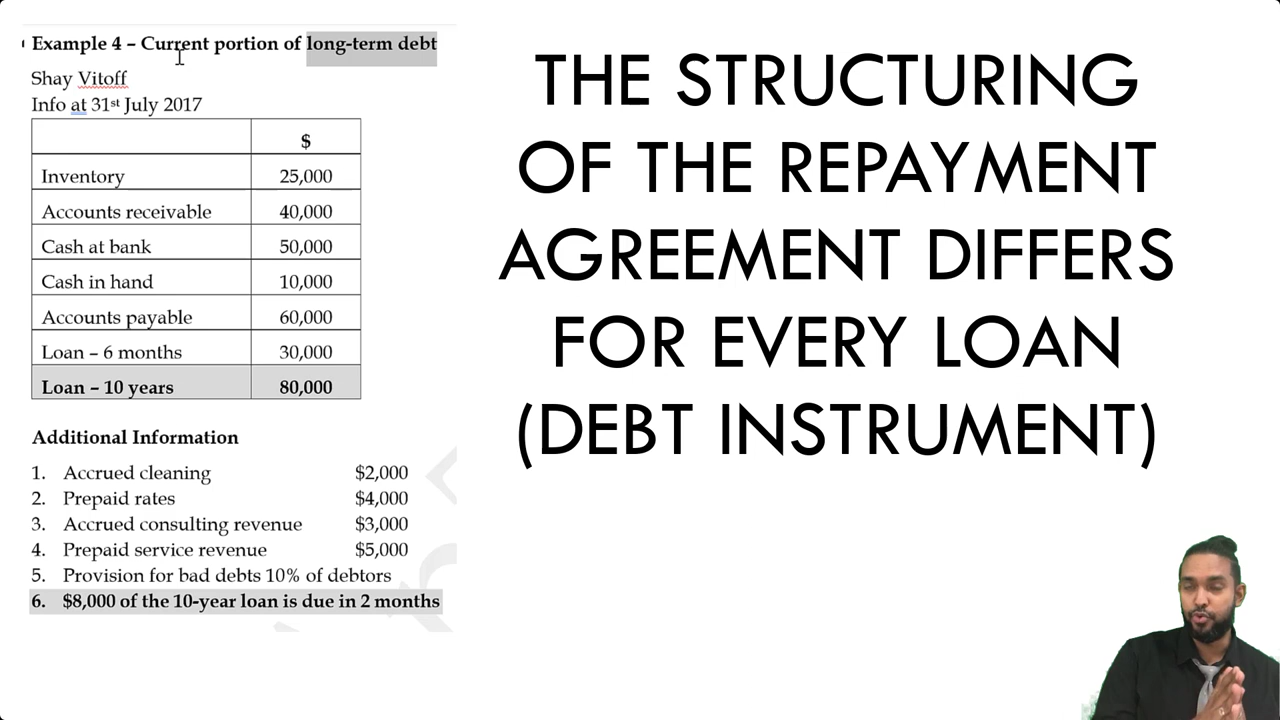 Example 4 – Current portion of long-term debt
Shay Vitoff
Info at 31st July 2017
$
Inventory 25,000
Accounts receivable 40,000
Cash at bank 50,000
Cash in hand 10,000
Accounts payable 60,000
Loan – 6 months 30,000
Loan – 10 years 80,000
Additional Information
1. Accrued cleaning $2,000
2. Prepaid rates $4,000
3. Accrued consulting revenue $3,000
4. Prepaid service revenue $5,000
5. Provision for bad debts 10% of debtors
6. $8,000 of the 10-year loan is due in 2 months
THE STRUCTURING
OF THE REPAYMENT
AGREEMENT DIFFERS
FOR EVERY LOAN
(DEBT INSTRUMENT)